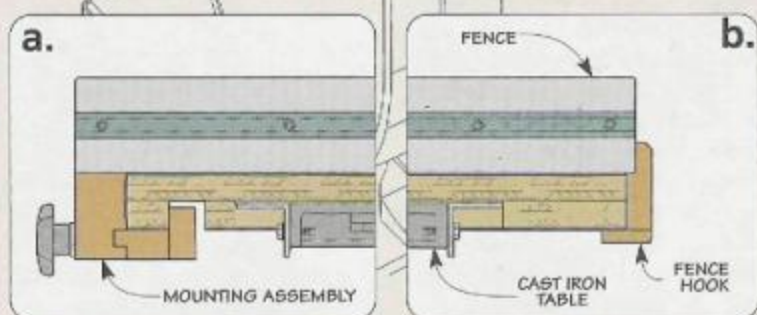 a.
MOUNTING ASSEMBLY
b.
FENCE
CAST IRON
TABLE
FENCE
HOOK